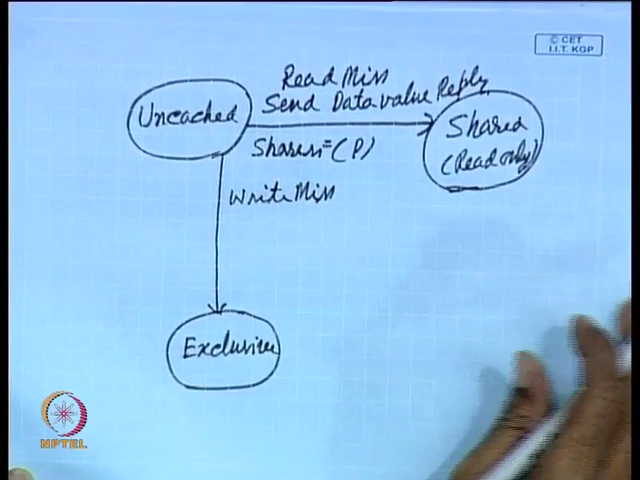 © CET
I.I.T. KGP
Read Miss
Send Data value Reply
Uncached
Shared
(Read only)
Sharers=(P)
Write Miss
Exclusive
NPTEL